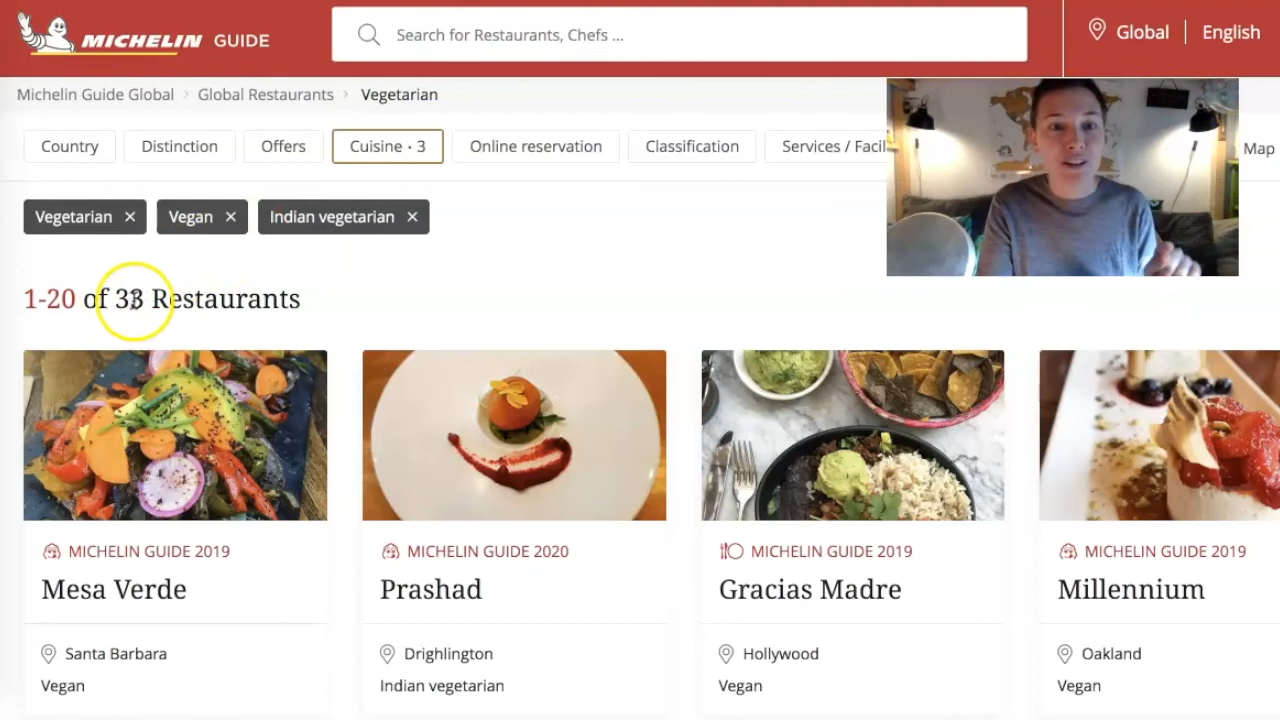 MICHELIN GUIDE
Search for Restaurants, Chefs ...
Global
English
Michelin Guide Global > Global Restaurants > Vegetarian
Country
Distinction
Offers
Cuisine · 3
Online reservation
Classification
Services / Facil
Map
Vegetarian ×
Vegan ×
Indian vegetarian ×
1-20 of 33 Restaurants
MICHELIN GUIDE 2019
Mesa Verde
Santa Barbara
Vegan
MICHELIN GUIDE 2020
Prashad
Drighlington
Indian vegetarian
MICHELIN GUIDE 2019
Gracias Madre
Hollywood
Vegan
MICHELIN GUIDE 2019
Millennium
Oakland
Vegan